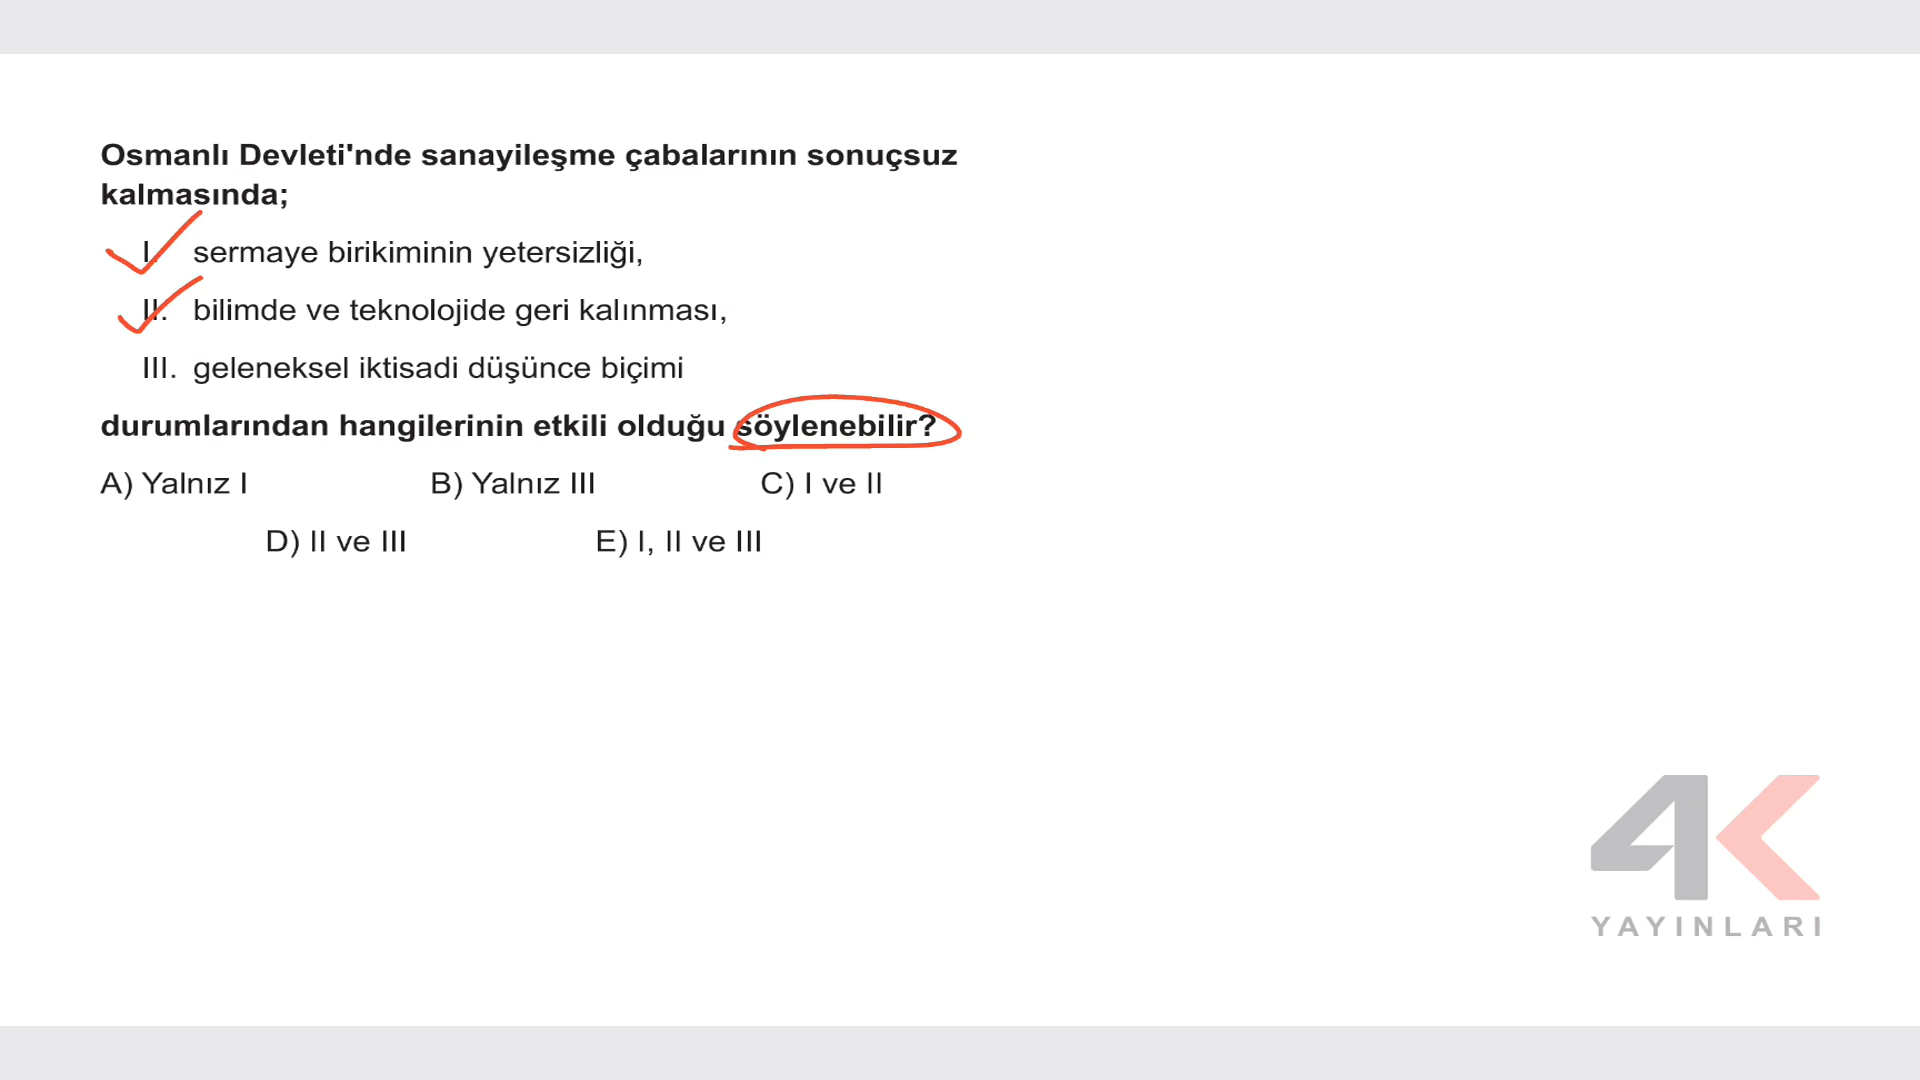 Osmanlı Devleti'nde sanayileşme çabalarının sonuçsuz
kalmasında;
I. sermaye birikiminin yetersizliği,
II. bilimde ve teknolojide geri kalınması,
III. geleneksel iktisadi düşünce biçimi
durumlarından hangilerinin etkili olduğu söylenebilir?
A) Yalnız I B) Yalnız III C) I ve II
D) II ve III E) I, II ve III
4K
YAYINLARI